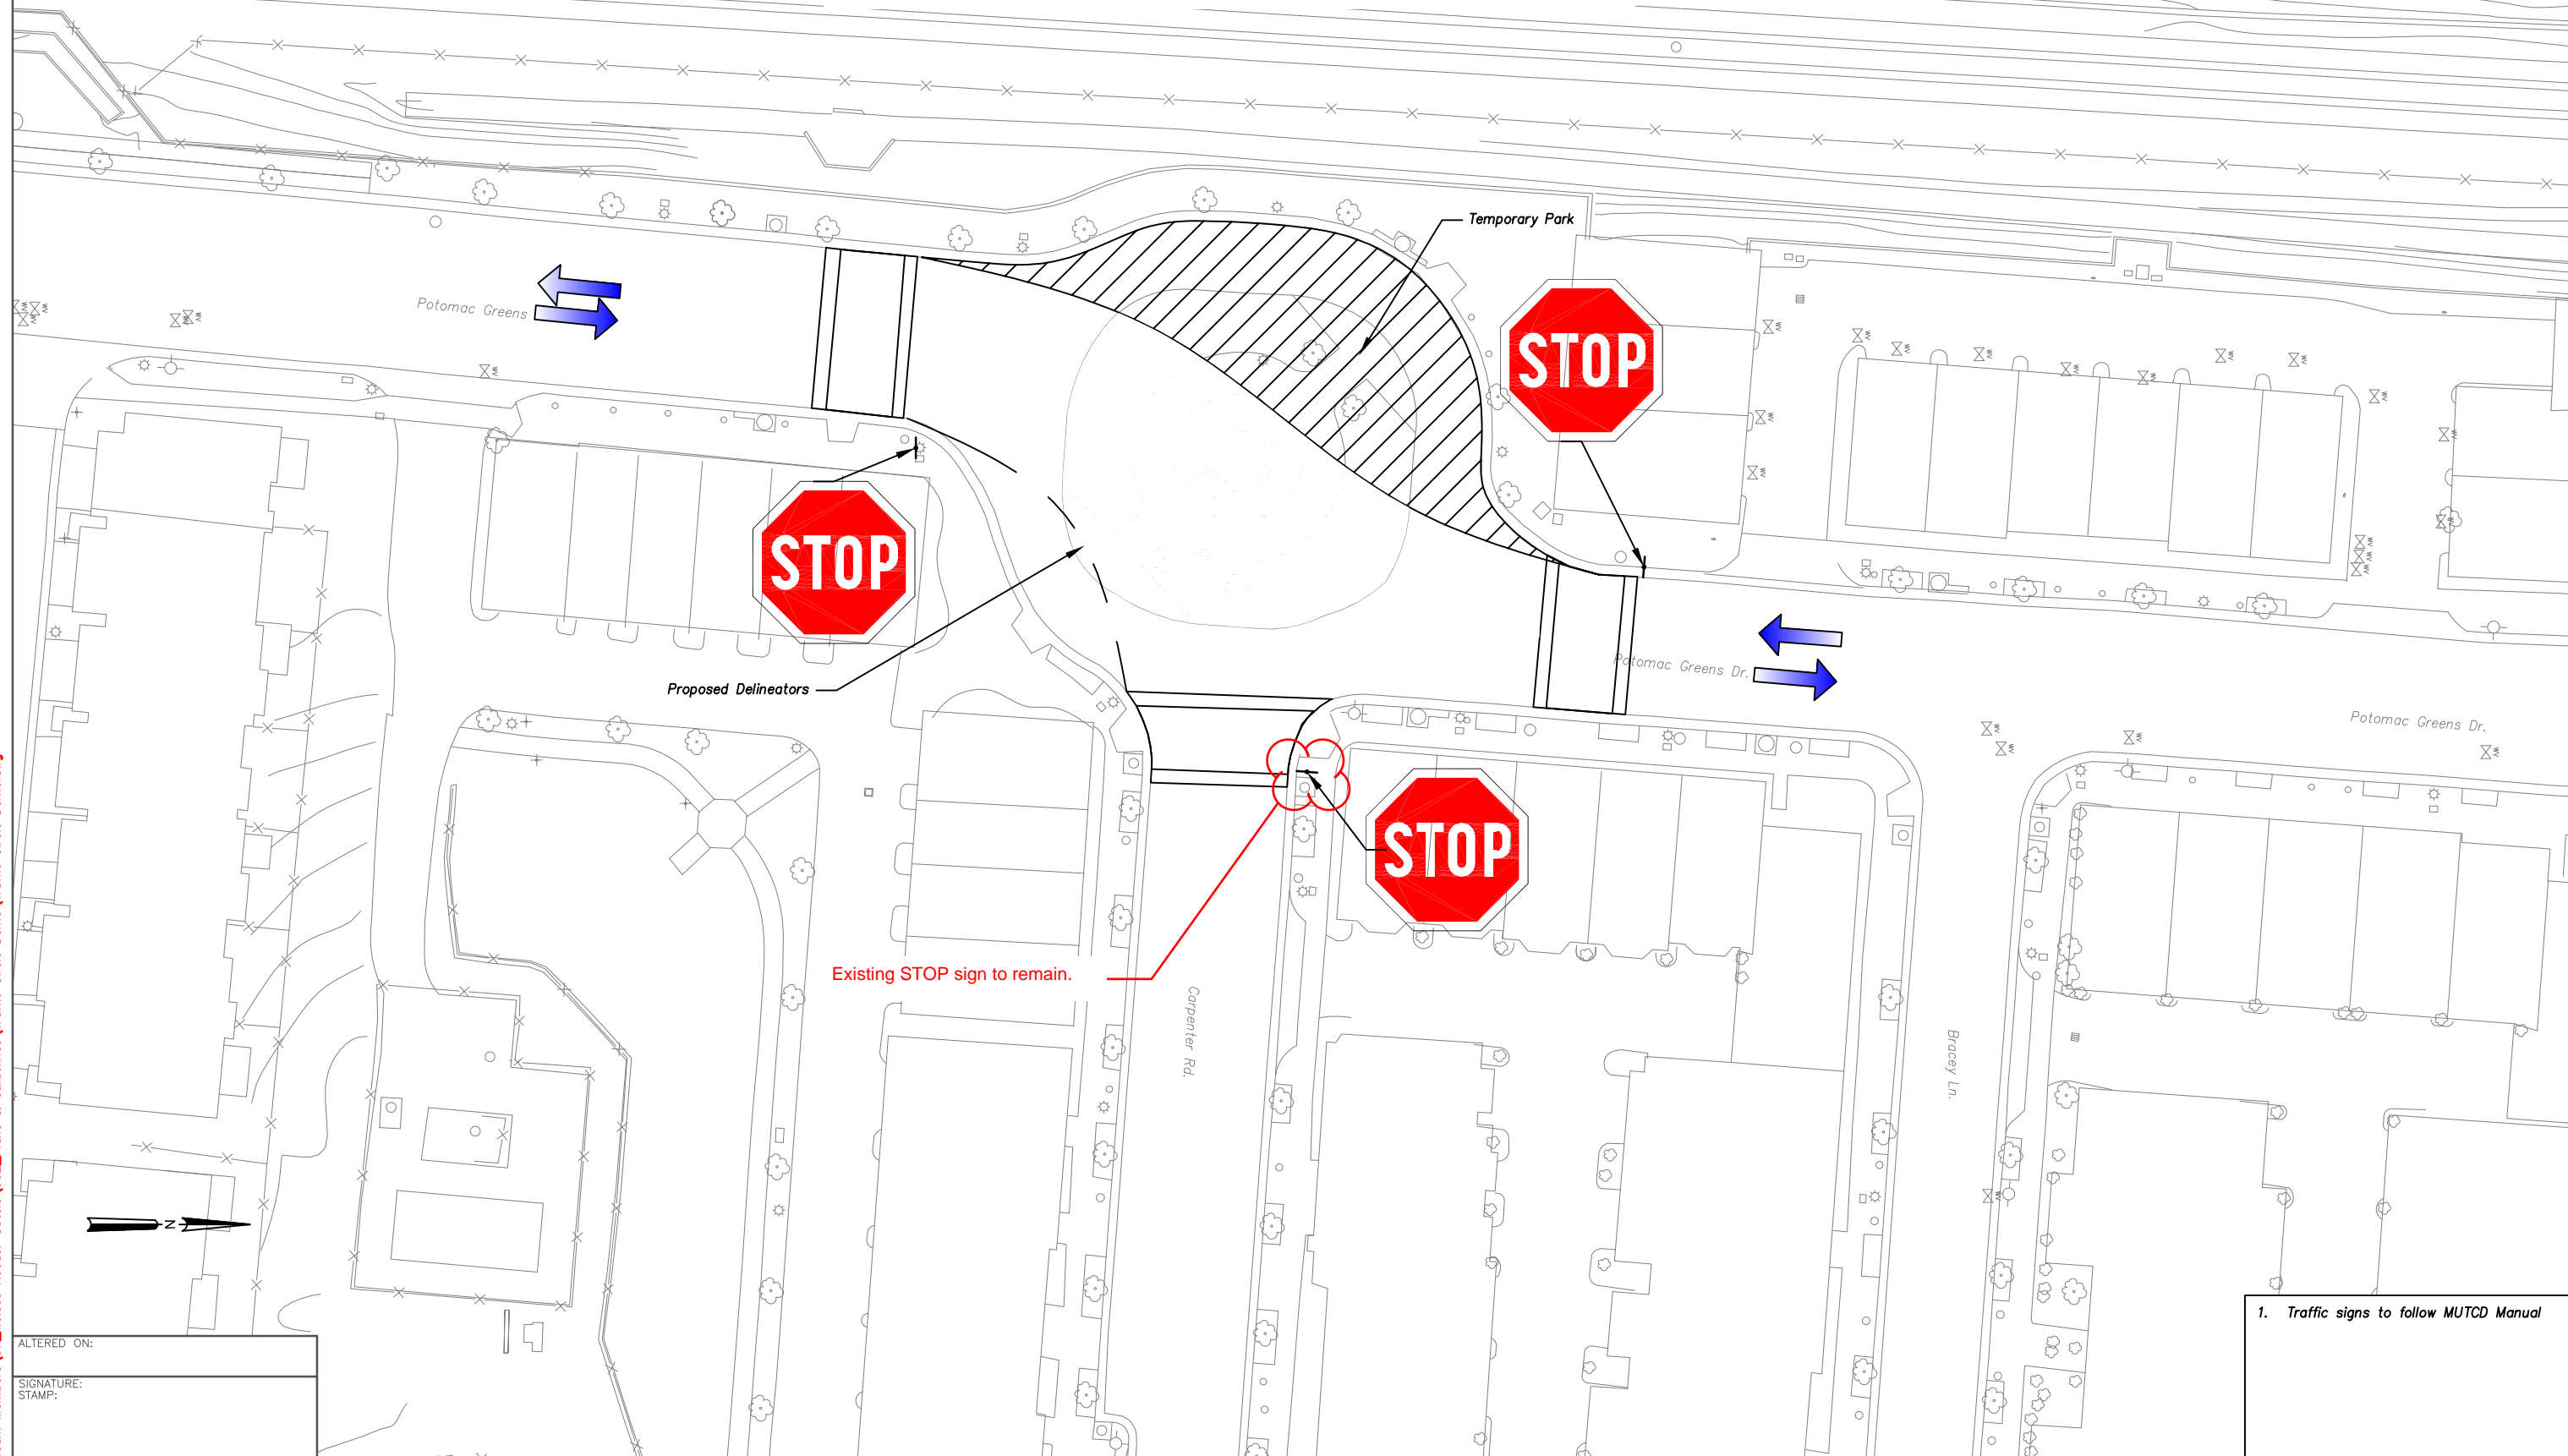 Temporary Park
Potomac Greens
STOP
STOP
Potomac Greens Dr.
Proposed Delineators
Potomac Greens Dr.
STOP
Existing STOP sign to remain.
Carpenter Rd.
Bracey Ln.
N
1. Traffic signs to follow MUTCD Manual
ALTERED ON:
SIGNATURE:
STAMP: